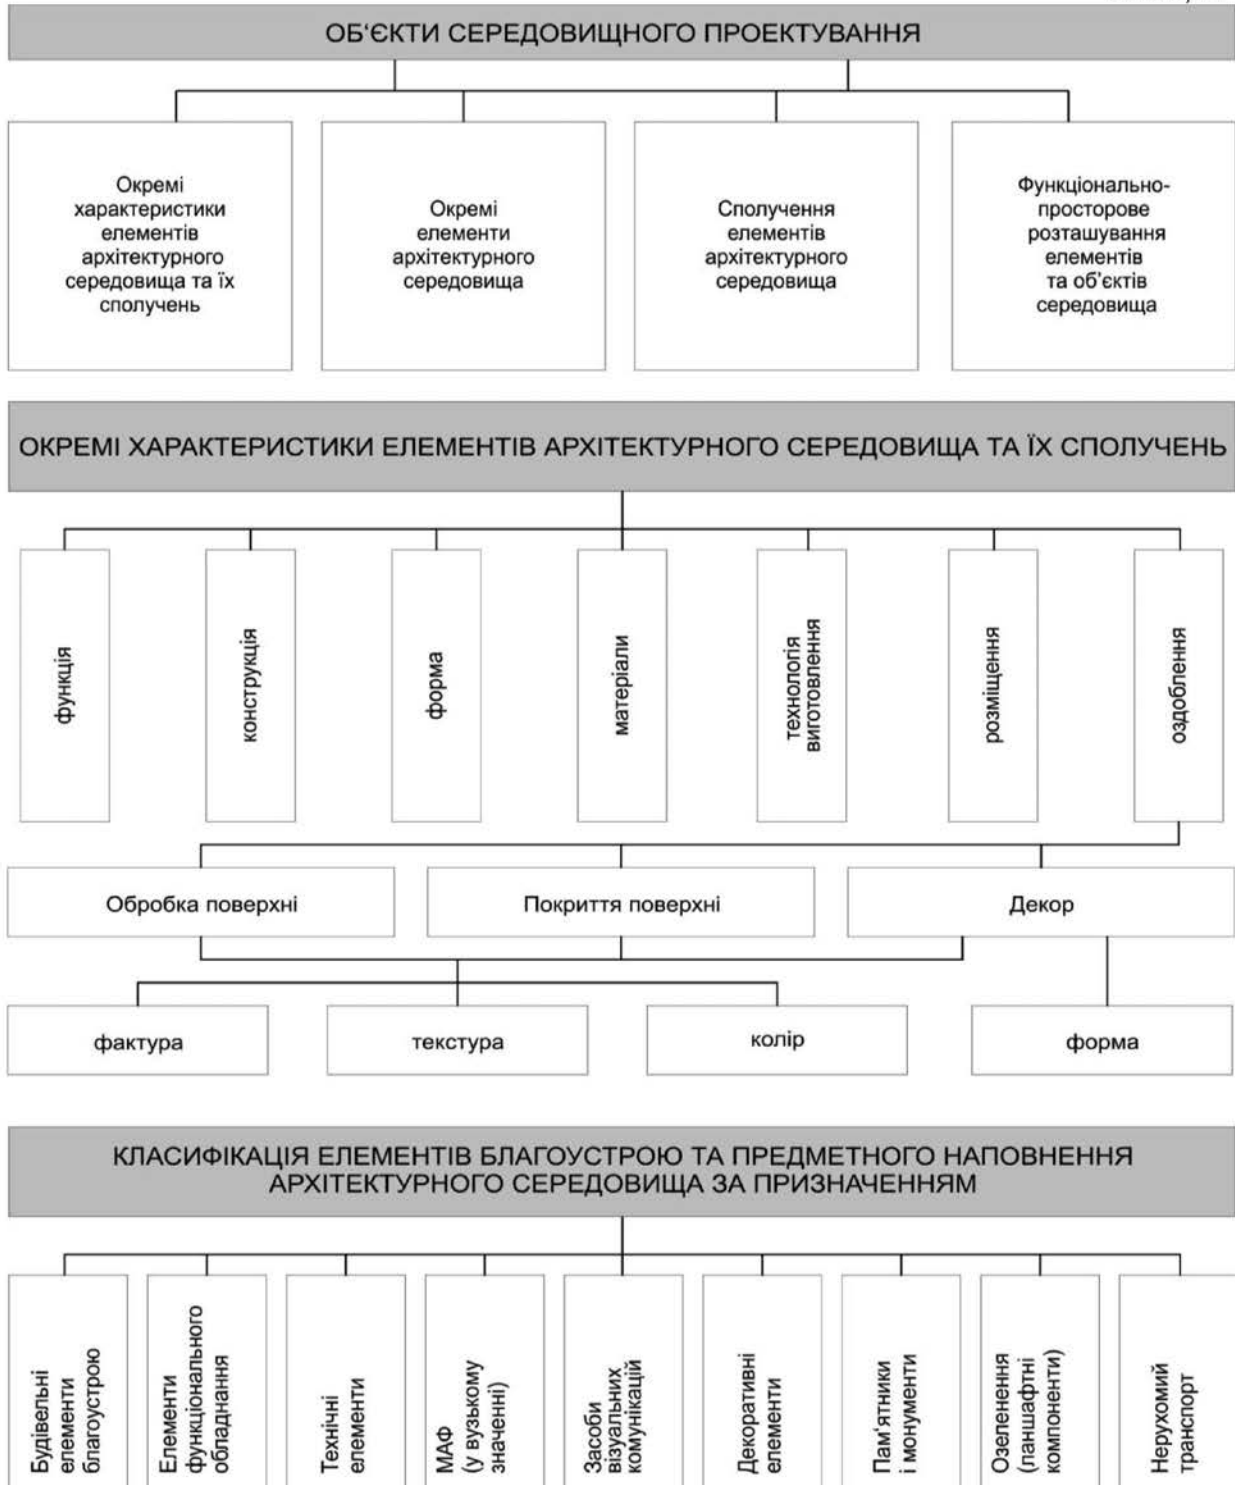 ОБ‘ЄКТИ СЕРЕДОВИЩНОГО ПРОЕКТУВАННЯ
Окремі
характеристики
елементів
архітектурного
середовища та їх
сполучень
Окремі
елементи
архітектурного
середовища
Сполучення
елементів
архітектурного
середовища
Функціонально-
просторове
розташування
елементів
та об’єктів
середовища
ОКРЕМІ ХАРАКТЕРИСТИКИ ЕЛЕМЕНТІВ АРХІТЕКТУРНОГО СЕРЕДОВИЩА ТА ЇХ СПОЛУЧЕНЬ
функція
конструкція
форма
матеріали
технологія
виготовлення
розміщення
оздоблення
Обробка поверхні
Покриття поверхні
Декор
фактура
текстура
колір
форма
КЛАСИФІКАЦІЯ ЕЛЕМЕНТІВ БЛАГОУСТРОЮ ТА ПРЕДМЕТНОГО НАПОВНЕННЯ
АРХІТЕКТУРНОГО СЕРЕДОВИЩА ЗА ПРИЗНАЧЕННЯМ
Будівельні
елементи
благоустрою
Елементи
функціонального
обладнання
Технічні
елементи
МАФ
(у вузькому
значенні)
Засоби
візуальних
комунікацій
Декоративні
елементи
Пам'ятники
і монументи
Озеленення
(ланшафтні
компоненти)
Нерухомий
транспорт